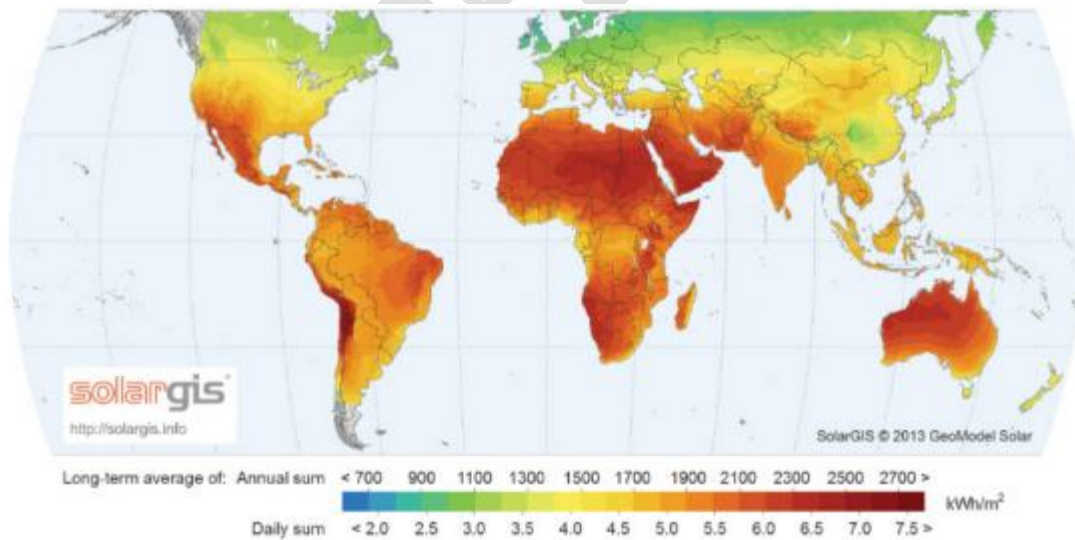 solargis
http://solargis.info
SolarGIS © 2013 GeoModel Solar
Long-term average of: Annual sum < 700 900 1100 1300 1500 1700 1900 2100 2300 2500 2700 > kWh/m²
Daily sum < 2.0 2.5 3.0 3.5 4.0 4.5 5.0 5.5 6.0 6.5 7.0 7.5 >